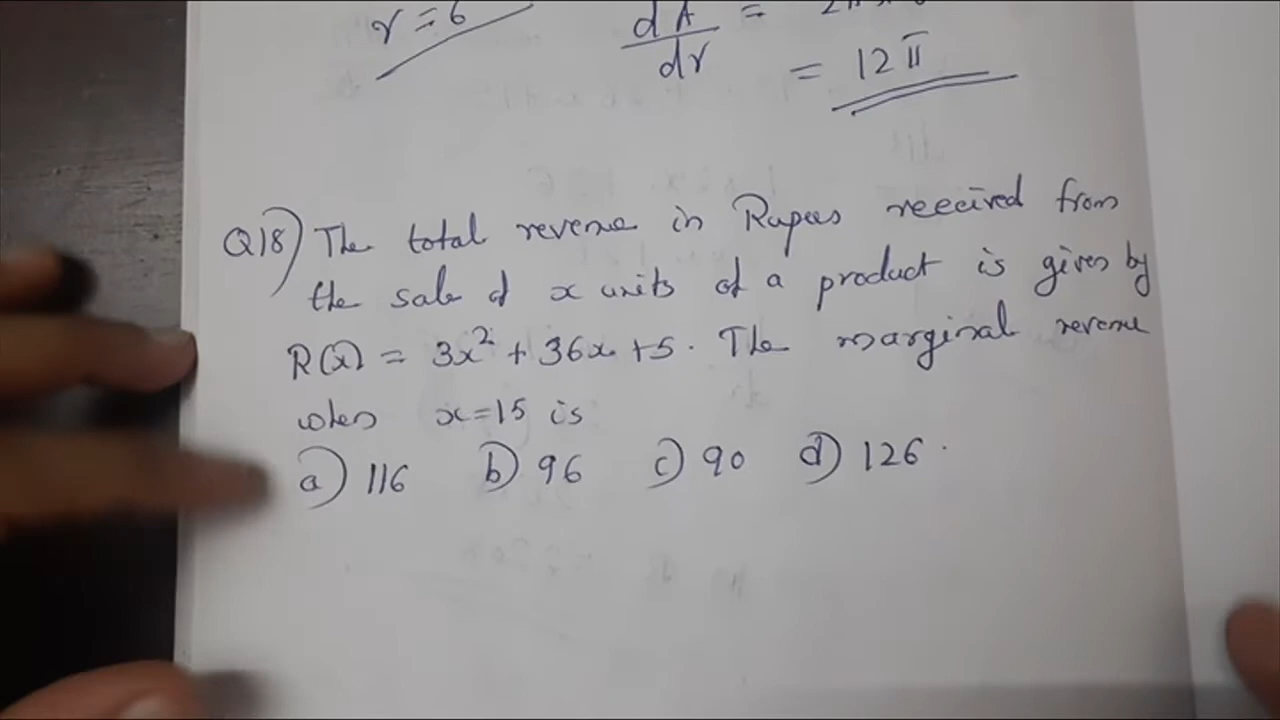 r = 6
dA/dr =
= 12π
Q18) The total revenue in Rupees received from
the sale of x units of a product is given by
R(x) = 3x² + 36x + 5. The marginal revenue
when x=15 is
a) 116 b) 96 c) 90 d) 126.